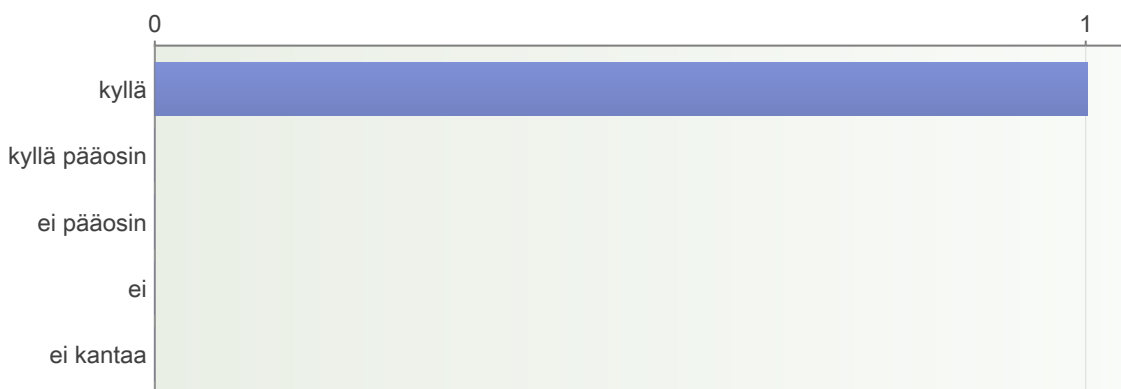 0 1
kyllä
kyllä pääosin
ei pääosin
ei
ei kantaa